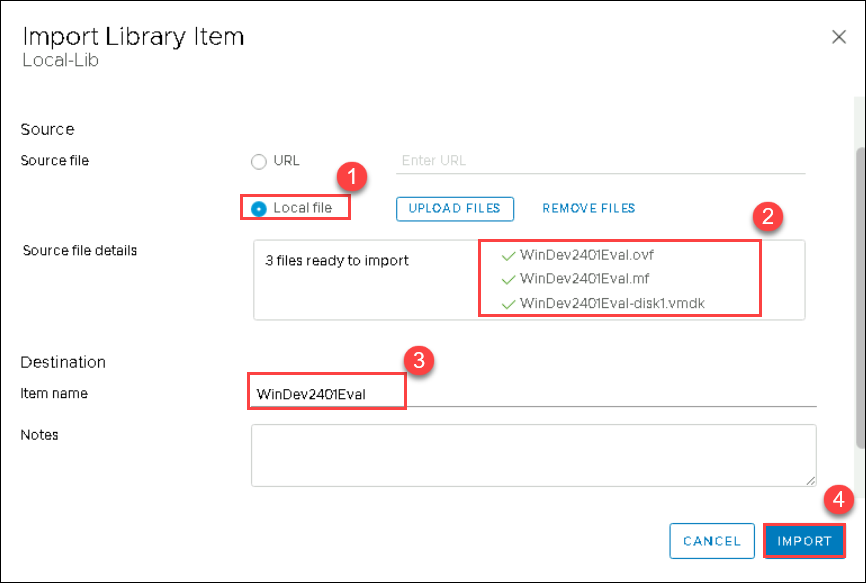 Import Library Item
Local-Lib
Source
Source file
URL
Enter URL
1
Local file
UPLOAD FILES
REMOVE FILES
2
Source file details
3 files ready to import
WinDev2401Eval.ovf
WinDev2401Eval.mf
WinDev2401Eval-disk1.vmdk
Destination
3
Item name
WinDev2401Eval
Notes
4
CANCEL
IMPORT